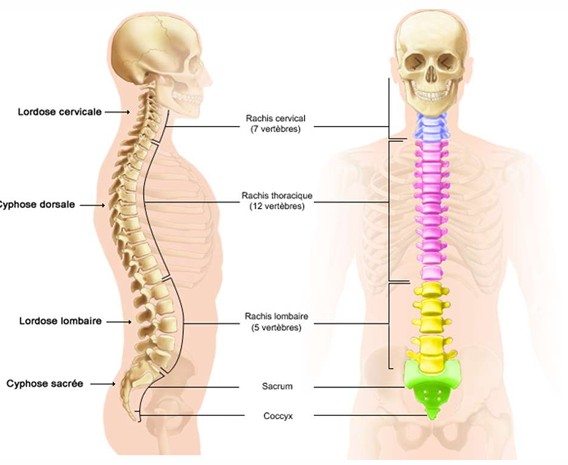 Lordose cervicale
Rachis cervical
(7 vertèbres)
Cyphose dorsale
Rachis thoracique
(12 vertèbres)
Lordose lombaire
Rachis lombaire
(5 vertèbres)
Cyphose sacrée
Sacrum
Coccyx